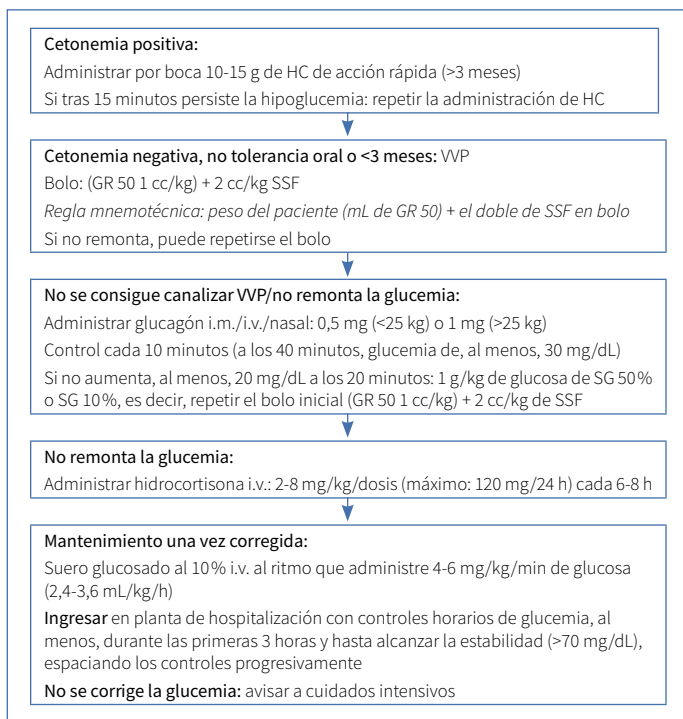 Cetonemia positiva:
Administrar por boca 10-15 g de HC de acción rápida (>3 meses)
Si tras 15 minutos persiste la hipoglucemia: repetir la administración de HC
Cetonemia negativa, no tolerancia oral o <3 meses: VVP
Bolo: (GR 50 1 cc/kg) + 2 cc/kg SSF
Regla mnemotécnica: peso del paciente (mL de GR 50) + el doble de SSF en bolo
Si no remonta, puede repetirse el bolo
No se consigue canalizar VVP/no remonta la glucemia:
Administrar glucagón i.m./i.v./nasal: 0,5 mg (<25 kg) o 1 mg (>25 kg)
Control cada 10 minutos (a los 40 minutos, glucemia de, al menos, 30 mg/dL)
Si no aumenta, al menos, 20 mg/dL a los 20 minutos: 1 g/kg de glucosa de SG 50%
o SG 10%, es decir, repetir el bolo inicial (GR 50 1 cc/kg) + 2 cc/kg de SSF
No remonta la glucemia:
Administrar hidrocortisona i.v.: 2-8 mg/kg/dosis (máximo: 120 mg/24 h) cada 6-8 h
Mantenimiento una vez corregida:
Suero glucosado al 10% i.v. al ritmo que administre 4-6 mg/kg/min de glucosa
(2,4-3,6 mL/kg/h)
Ingresar en planta de hospitalización con controles horarios de glucemia, al
menos, durante las primeras 3 horas y hasta alcanzar la estabilidad (>70 mg/dL),
espaciando los controles progresivamente
No se corrige la glucemia: avisar a cuidados intensivos